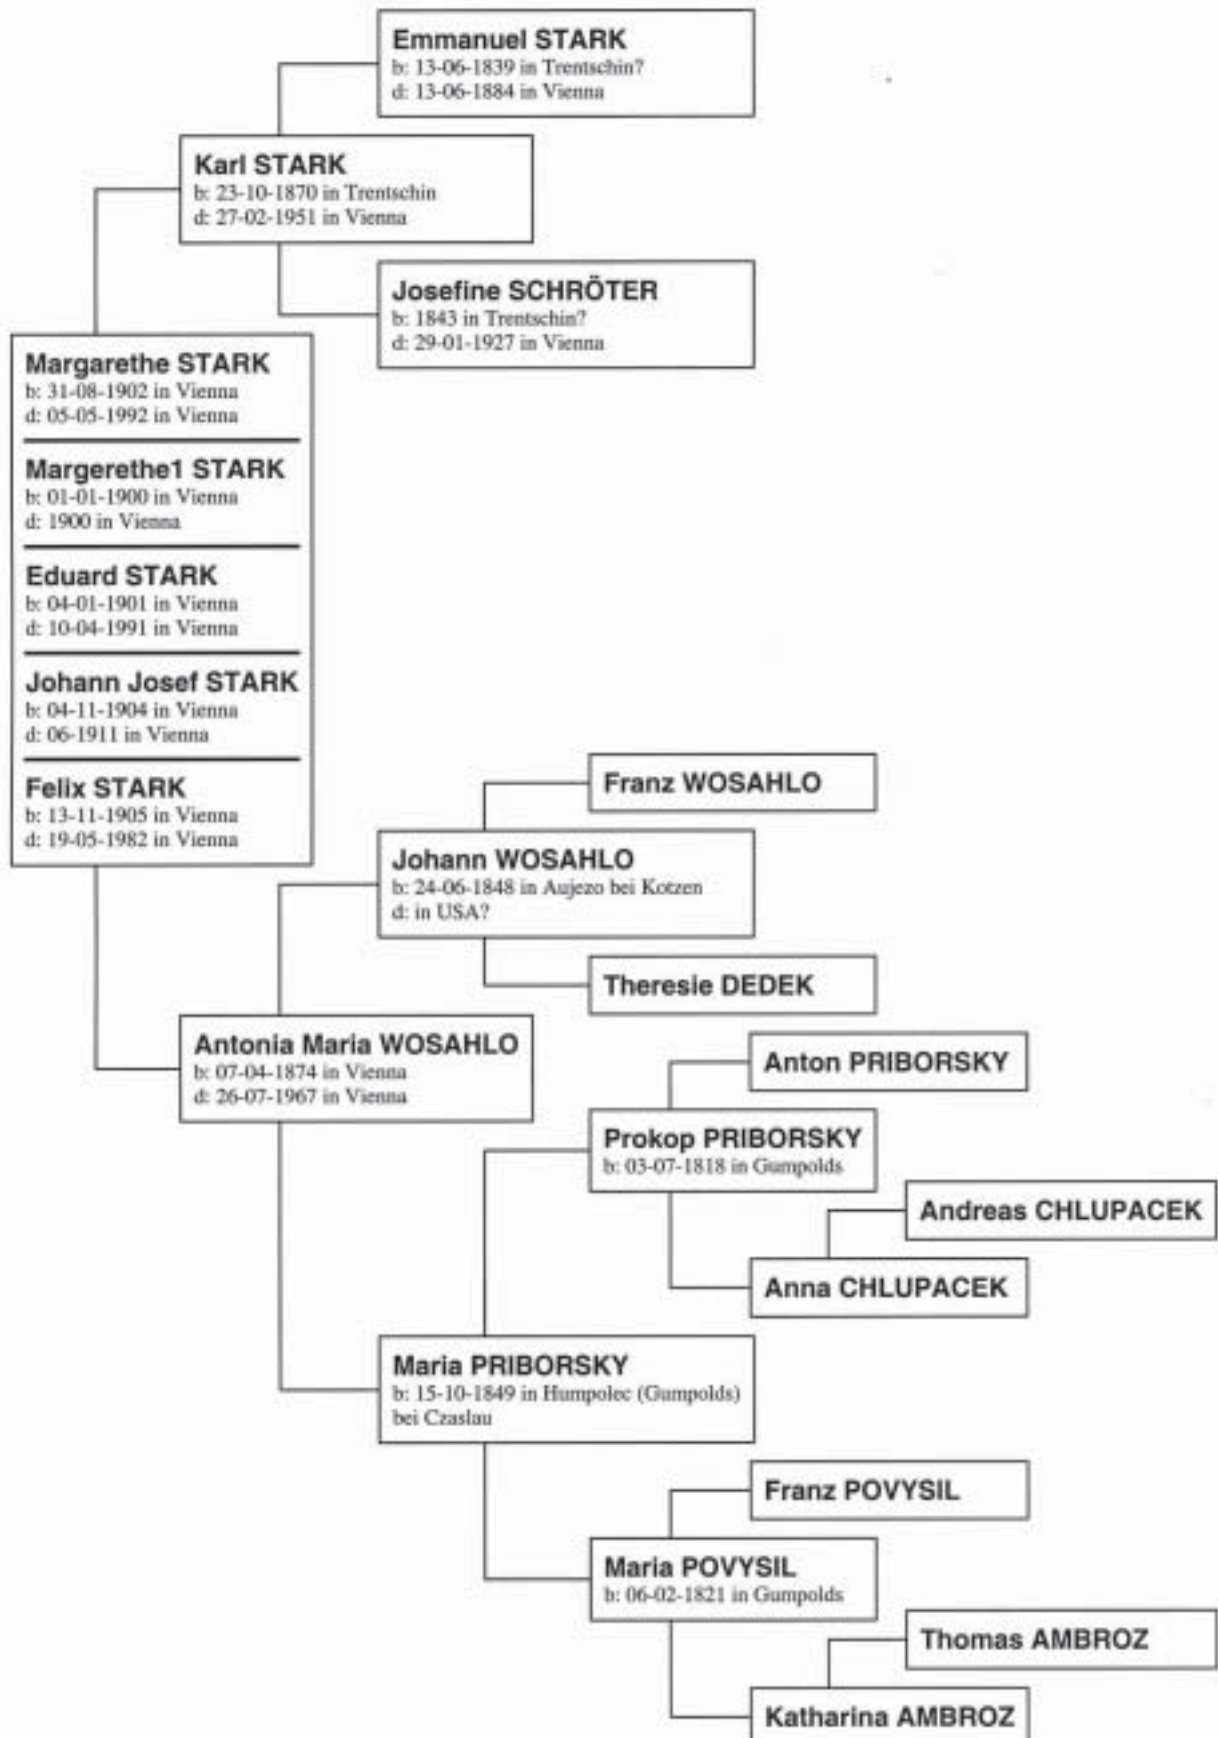 Emmanuel STARK
b: 13-06-1839 in Trentschin?
d: 13-06-1884 in Vienna
Karl STARK
b: 23-10-1870 in Trentschin
d: 27-02-1951 in Vienna
Josefine SCHRÖTER
b: 1843 in Trentschin?
d: 29-01-1927 in Vienna
Margarethe STARK
b: 31-08-1902 in Vienna
d: 05-05-1992 in Vienna
Margerethe1 STARK
b: 01-01-1900 in Vienna
d: 1900 in Vienna
Eduard STARK
b: 04-01-1901 in Vienna
d: 10-04-1991 in Vienna
Johann Josef STARK
b: 04-11-1904 in Vienna
d: 06-1911 in Vienna
Felix STARK
b: 13-11-1905 in Vienna
d: 19-05-1982 in Vienna
Franz WOSAHLO
Johann WOSAHLO
b: 24-06-1848 in Aujezo bei Kotzen
d: in USA?
Theresie DEDEK
Antonia Maria WOSAHLO
b: 07-04-1874 in Vienna
d: 26-07-1967 in Vienna
Anton PRIBORSKY
Prokop PRIBORSKY
b: 03-07-1818 in Gumpolds
Andreas CHLUPACEK
Anna CHLUPACEK
Maria PRIBORSKY
b: 15-10-1849 in Humpolec (Gumpolds)
bei Czaslau
Franz POVYSIL
Maria POVYSIL
b: 06-02-1821 in Gumpolds
Thomas AMBROZ
Katharina AMBROZ